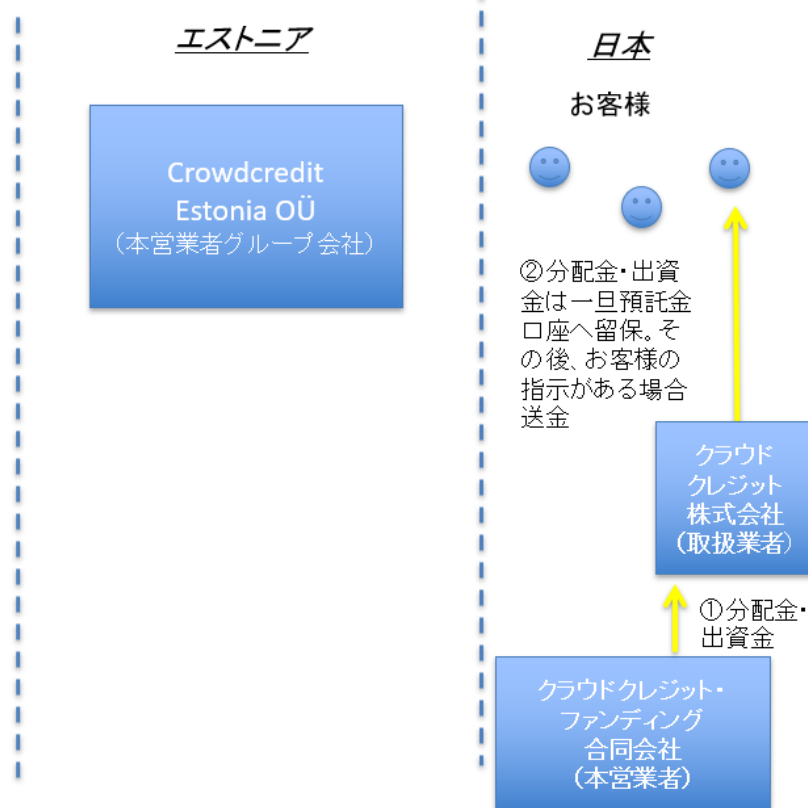 エストニア
Crowdcredit
Estonia OÜ
（本営業者グループ会社）
日本
お客様
②分配金・出資
金は一旦預託金
口座へ留保。そ
の後、お客様の
指示がある場合
送金
クラウド
クレジット
株式会社
（取扱業者）
①分配金・
出資金
クラウドクレジット・
ファンディング
合同会社
（本営業者）